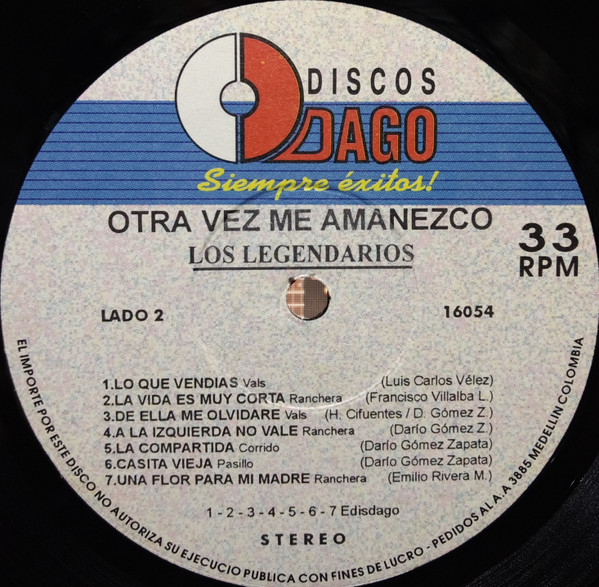 DISCOS
DAGO
Siempre éxitos!
OTRA VEZ ME AMANEZCO
LOS LEGENDARIOS
33
RPM
LADO 2
16054
1.LO QUE VENDIAS Vals (Luis Carlos Vélez)
2.LA VIDA ES MUY CORTA Ranchera (Francisco Villalba L.)
3.DE ELLA ME OLVIDARE Vals (H. Cifuentes / D. Gómez Z.)
4.A LA IZQUIERDA NO VALE Ranchera (Darío Gómez Z.)
5.LA COMPARTIDA Corrido (Darío Gómez Zapata)
6.CASITA VIEJA Pasillo (Darío Gómez Zapata)
7.UNA FLOR PARA MI MADRE Ranchera (Emilio Rivera M.)
1 - 2 - 3 - 4 - 5 - 6 - 7 Edisdago
STEREO
EL IMPORTE POR ESTE DISCO NO AUTORIZA SU EJECUCIO PUBLICA CON FINES DE LUCRO - PEDIDOS AL A.A 3885 MEDELLIN COLOMBIA